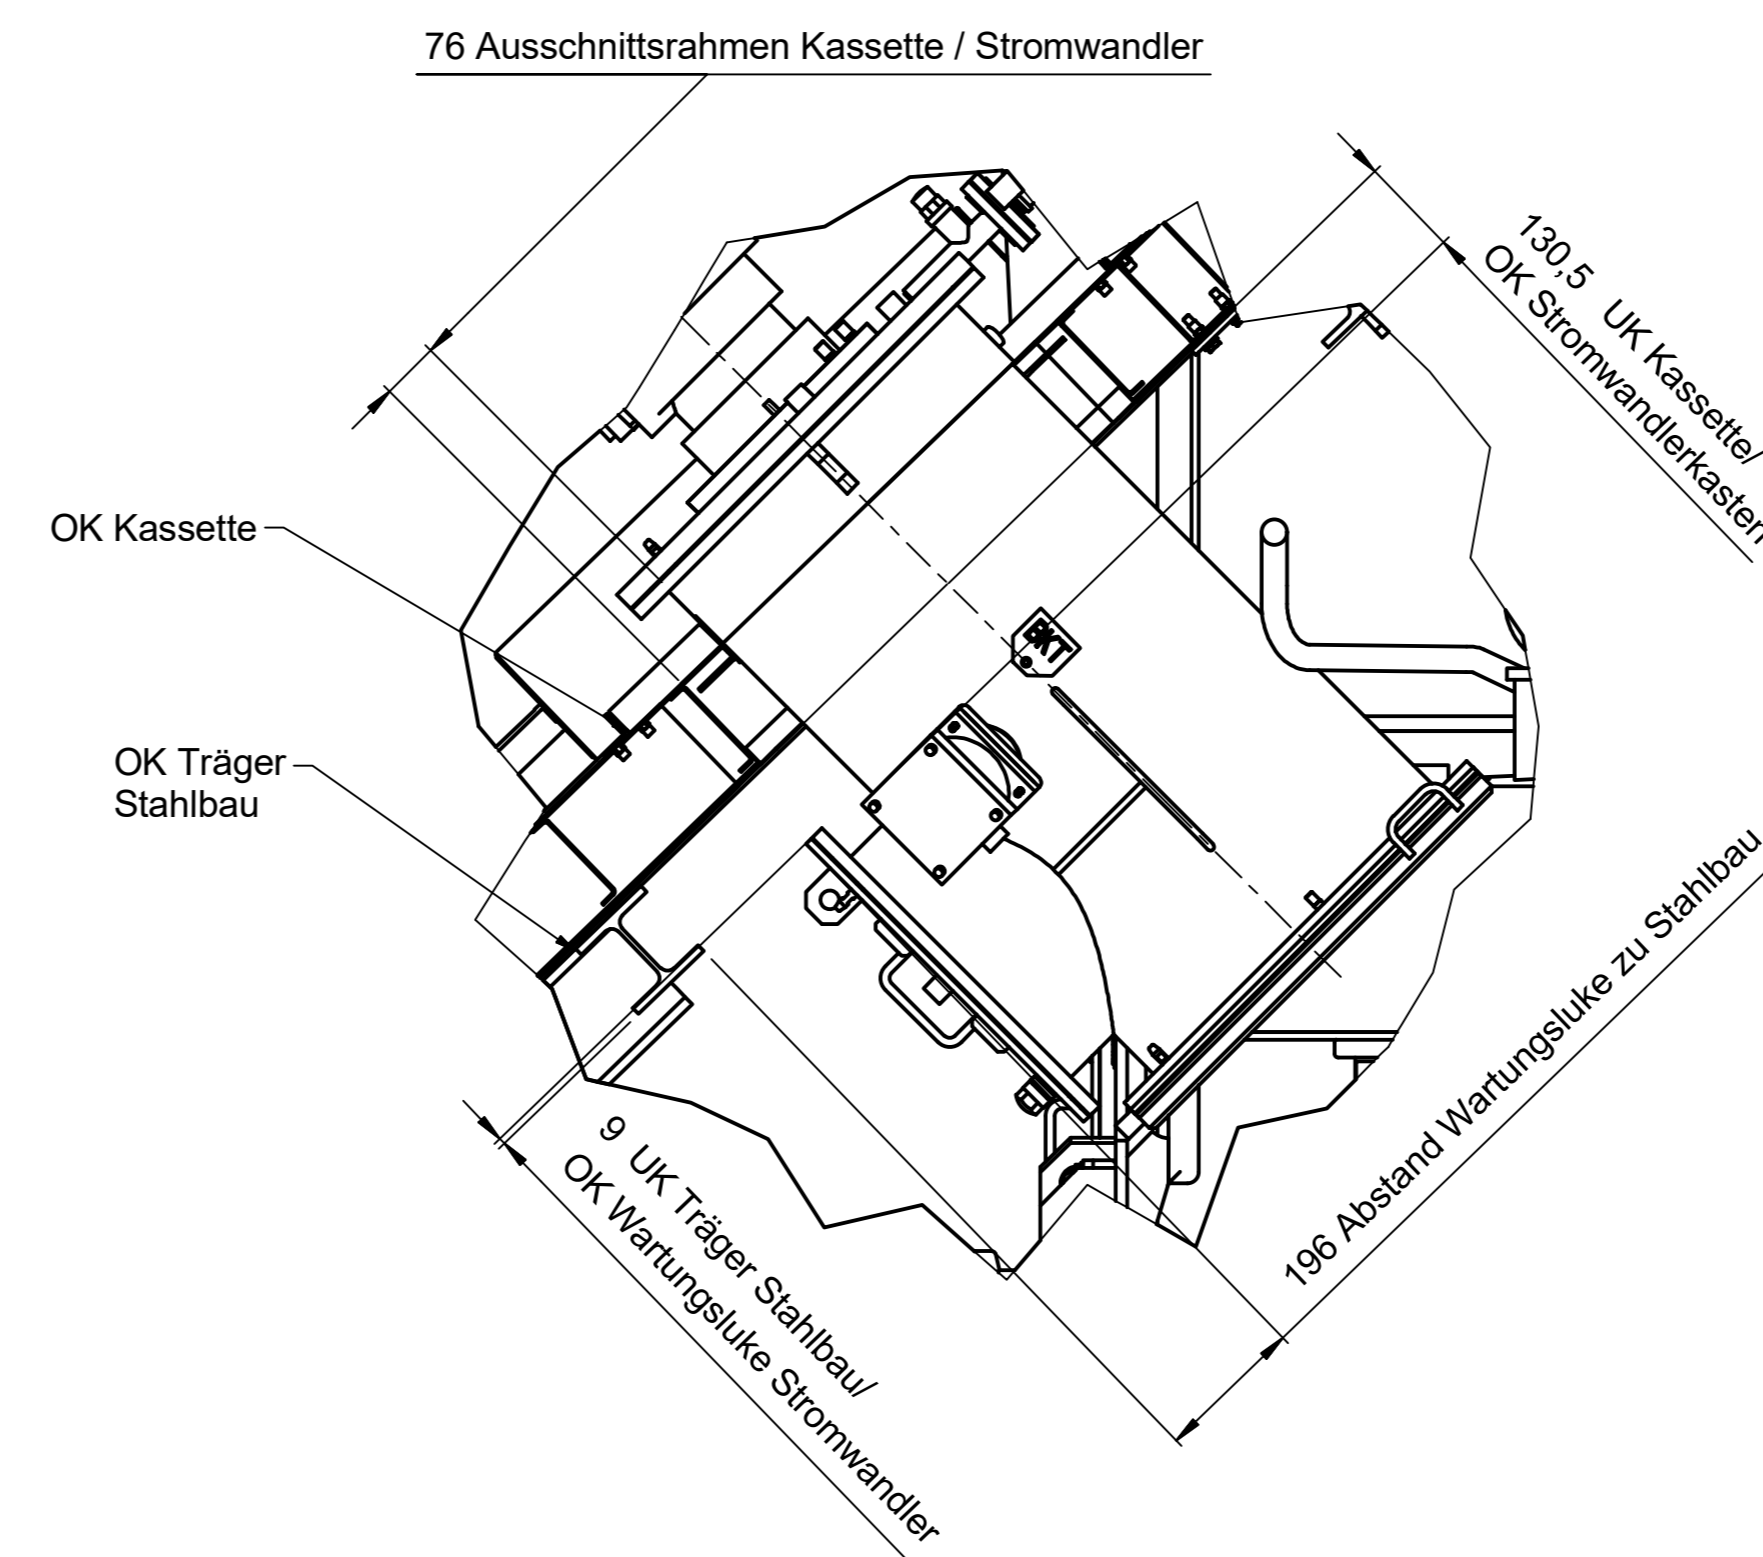 76 Ausschnittsrahmen Kassette / Stromwandler
130,5 UK Kassette/
OK Stromwandlerkasten
OK Kassette
OK Träger
Stahlbau
196 Abstand Wartungsluke zu Stahlbau
9 UK Träger Stahlbau/
OK Wartungsluke Stromwandler